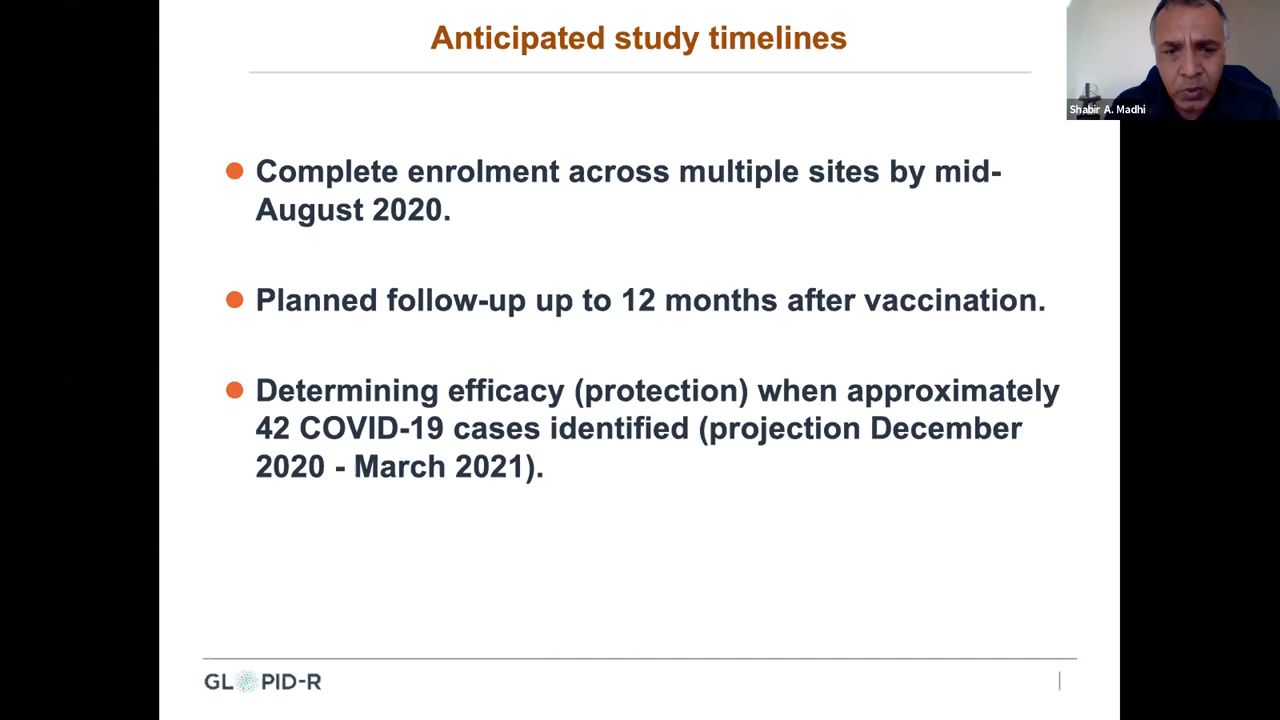 Anticipated study timelines
Shabir A. Madhi
Complete enrolment across multiple sites by mid-
August 2020.
Planned follow-up up to 12 months after vaccination.
Determining efficacy (protection) when approximately
42 COVID-19 cases identified (projection December
2020 - March 2021).
GLOPID-R